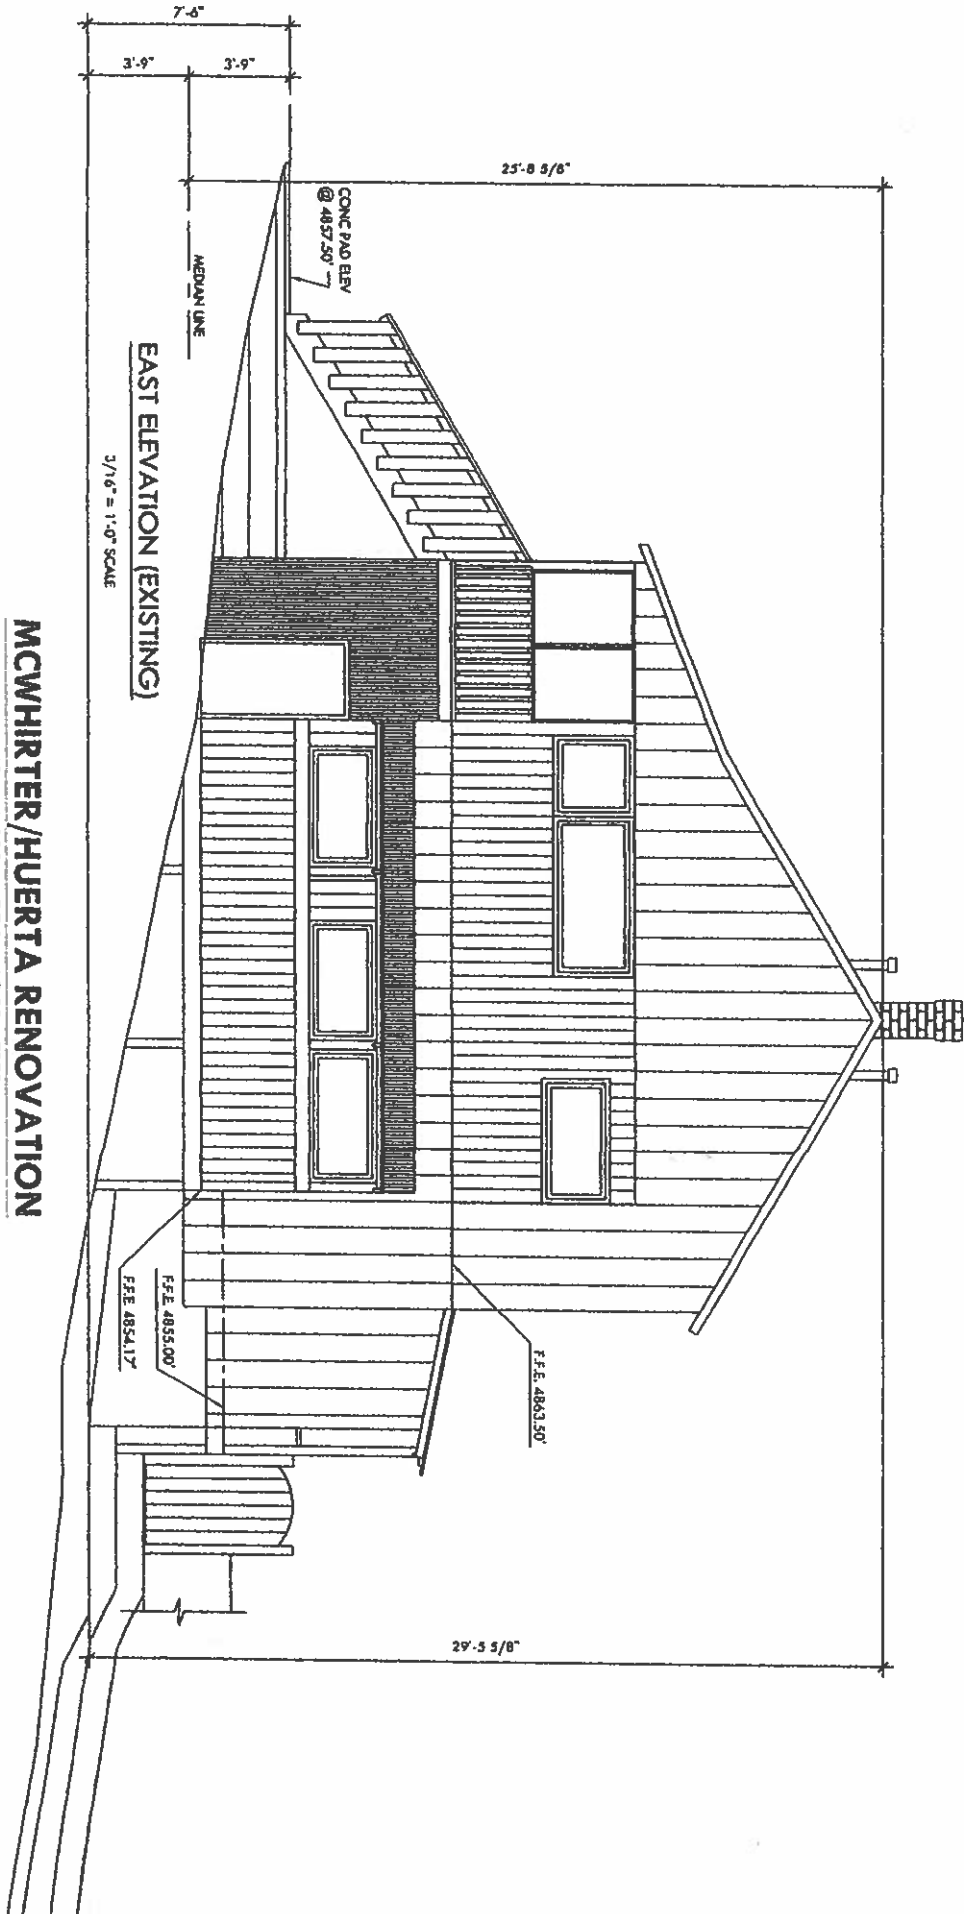 7'-6"
3'-9"
3'-9"
25'-8 5/8"
CONC PAD ELEV
@ 4857.50'
MEDIAN LINE
F.F.E. 4863.50'
F.F.E. 4855.00'
F.F.E. 4854.17'
29'-5 5/8"
EAST ELEVATION (EXISTING)
3/16" = 1'-0" SCALE
MCWHIRTER/HUERTA RENOVATION